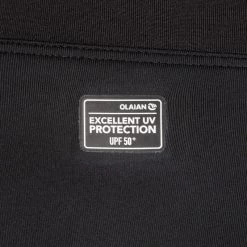 OLAIAN
EXCELLENT UV
PROTECTION
UPF 50+